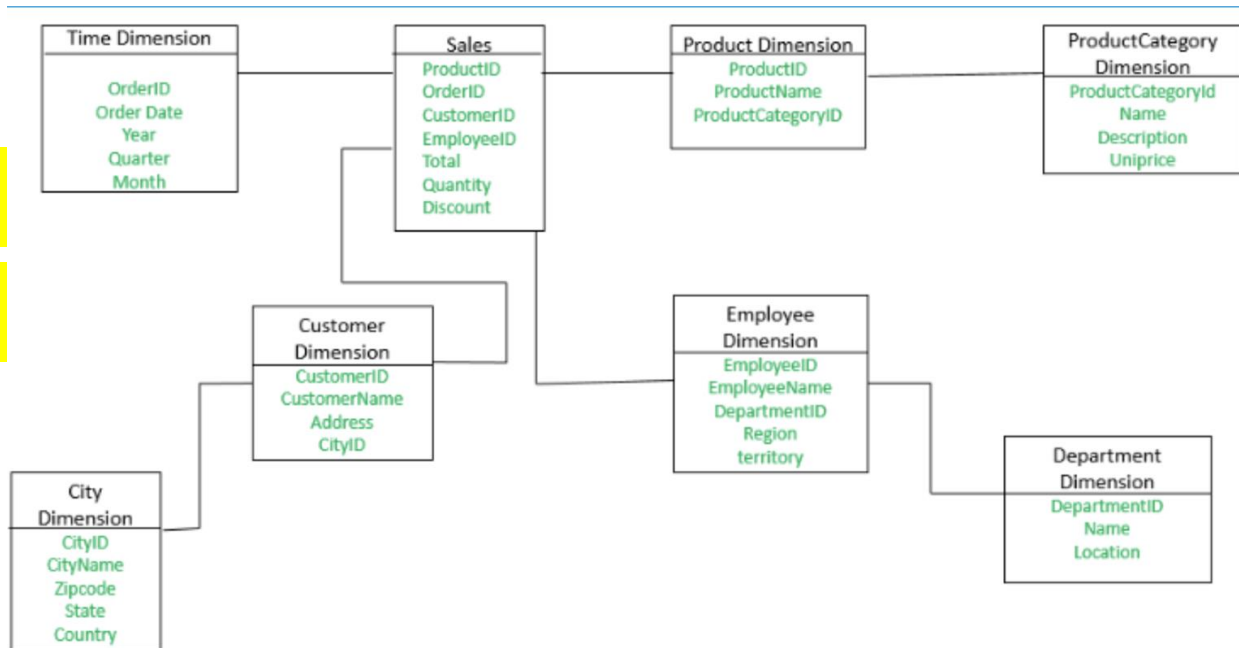 Time Dimension
OrderID
Order Date
Year
Quarter
Month
Sales
ProductID
OrderID
CustomerID
EmployeeID
Total
Quantity
Discount
Product Dimension
ProductID
ProductName
ProductCategoryID
ProductCategory
Dimension
ProductCategoryId
Name
Description
Uniprice
Customer
Dimension
CustomerID
CustomerName
Address
CityID
Employee
Dimension
EmployeeID
EmployeeName
DepartmentID
Region
territory
City
Dimension
CityID
CityName
Zipcode
State
Country
Department
Dimension
DepartmentID
Name
Location